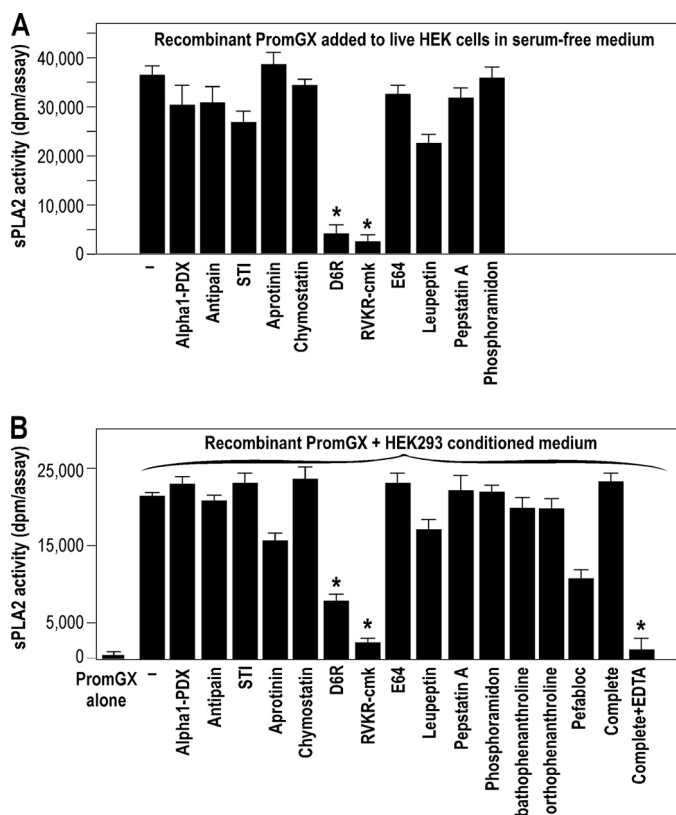 A
Recombinant PromGX added to live HEK cells in serum-free medium
sPLA2 activity (dpm/assay)
40,000
30,000
20,000
10,000
0
*
*
–
Alpha1-PDX
Antipain
STI
Aprotinin
Chymostatin
D6R
RVKR-cmk
E64
Leupeptin
Pepstatin A
Phosphoramidon
B
Recombinant PromGX + HEK293 conditioned medium
sPLA2 activity (dpm/assay)
25,000
15,000
5,000
0
*
*
*
PromGX
alone
–
Alpha1-PDX
Antipain
STI
Aprotinin
Chymostatin
D6R
RVKR-cmk
E64
Leupeptin
Pepstatin A
Phosphoramidon
bathophenanthroline
orthophenanthroline
Pefabloc
Complete
Complete+EDTA